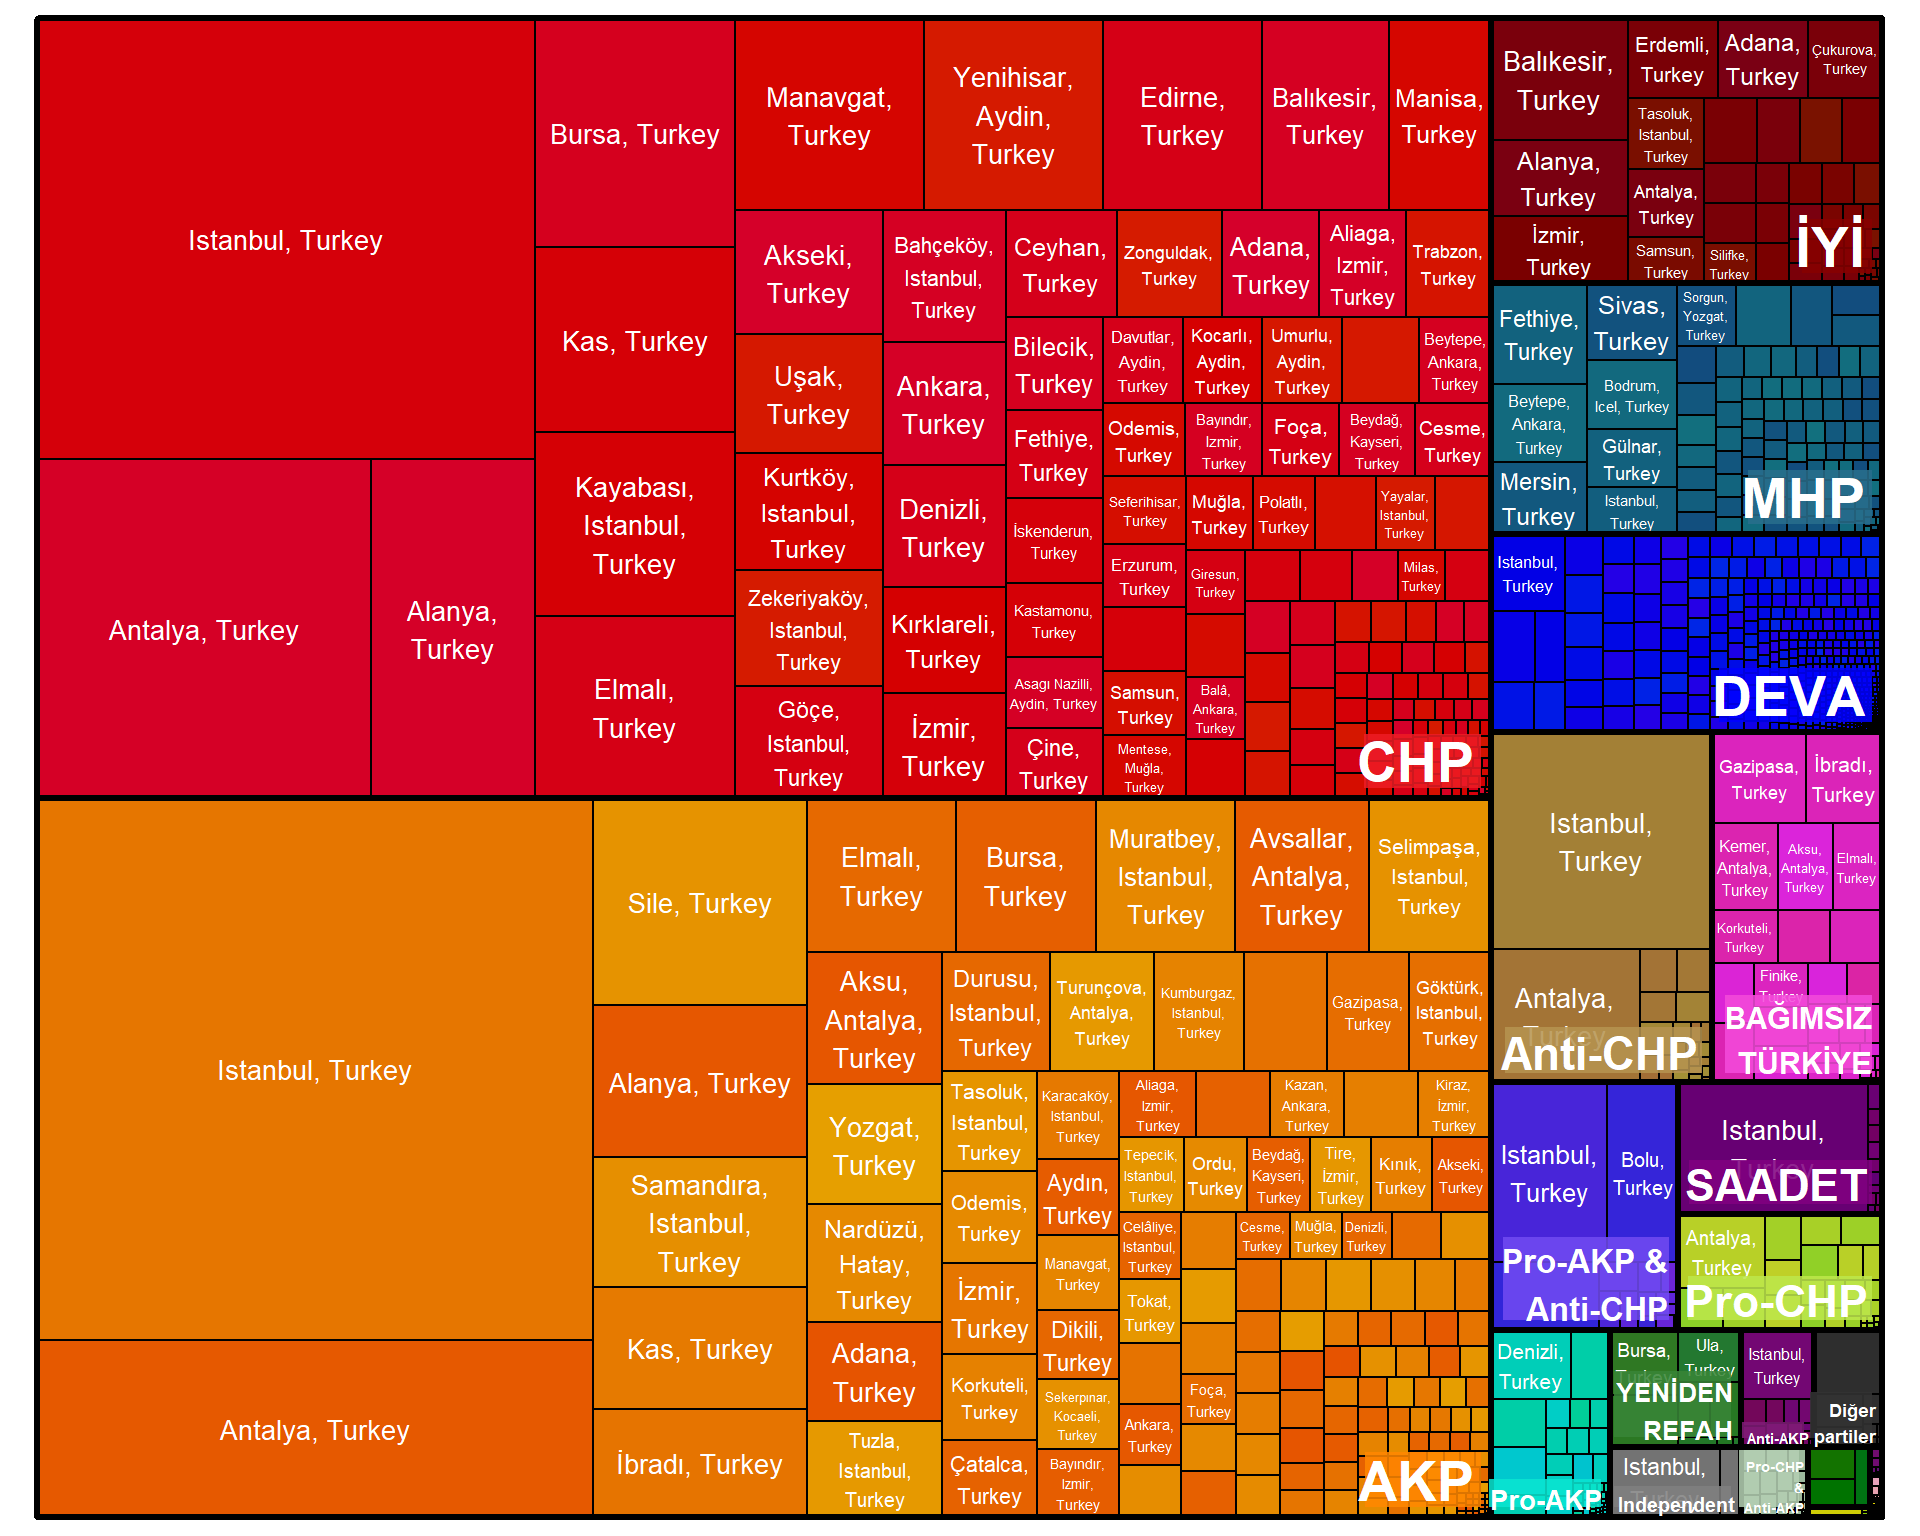 Istanbul, Turkey
Antalya, Turkey
Alanya,
Turkey
Bursa, Turkey
Kas, Turkey
Kayabası,
Istanbul,
Turkey
Elmalı,
Turkey
Manavgat,
Turkey
Yenihisar,
Aydin,
Turkey
Edirne,
Turkey
Balıkesir,
Turkey
Manisa,
Turkey
Akseki,
Turkey
Uşak,
Turkey
Kurtköy,
Istanbul,
Turkey
Zekeriyaköy,
Istanbul,
Turkey
Göçe,
Istanbul,
Turkey
Bahçeköy,
Istanbul,
Turkey
Ankara,
Turkey
Denizli,
Turkey
Kırklareli,
Turkey
İzmir,
Turkey
Ceyhan,
Turkey
Bilecik,
Turkey
Fethiye,
Turkey
İskenderun,
Turkey
Kastamonu,
Turkey
Asagı Nazilli,
Aydin, Turkey
Çine,
Turkey
Zonguldak,
Turkey
Adana,
Turkey
Aliaga,
Izmir,
Turkey
Trabzon,
Turkey
Davutlar,
Aydin,
Turkey
Kocarlı,
Aydin,
Turkey
Umurlu,
Aydin,
Turkey
Beytepe,
Ankara,
Turkey
Odemis,
Turkey
Bayındır,
Izmir,
Turkey
Foça,
Turkey
Beydağ,
Kayseri,
Turkey
Cesme,
Turkey
Seferihisar,
Turkey
Muğla,
Turkey
Polatlı,
Turkey
Yayalar,
Istanbul,
Turkey
Erzurum,
Turkey
Giresun,
Turkey
Milas,
Turkey
Samsun,
Turkey
Balâ,
Ankara,
Turkey
Mentese,
Muğla,
Turkey
CHP
Istanbul, Turkey
Antalya, Turkey
Sile, Turkey
Alanya, Turkey
Samandıra,
Istanbul,
Turkey
Kas, Turkey
İbradı, Turkey
Elmalı,
Turkey
Bursa,
Turkey
Muratbey,
Istanbul,
Turkey
Avsallar,
Antalya,
Turkey
Selimpaşa,
Istanbul,
Turkey
Aksu,
Antalya,
Turkey
Yozgat,
Turkey
Nardüzü,
Hatay,
Turkey
Adana,
Turkey
Tuzla,
Istanbul,
Turkey
Durusu,
Istanbul,
Turkey
Turunçova,
Antalya,
Turkey
Kumburgaz,
Istanbul,
Turkey
Gazipasa,
Turkey
Göktürk,
Istanbul,
Turkey
Tasoluk,
Istanbul,
Turkey
Odemis,
Turkey
İzmir,
Turkey
Korkuteli,
Turkey
Çatalca,
Turkey
Karacaköy,
Istanbul,
Turkey
Aydın,
Turkey
Manavgat,
Turkey
Dikili,
Turkey
Sekerpınar,
Kocaeli,
Turkey
Bayındır,
Izmir,
Turkey
Aliaga,
Izmir,
Turkey
Kazan,
Ankara,
Turkey
Kiraz,
İzmir,
Turkey
Tepecik,
Istanbul,
Turkey
Ordu,
Turkey
Beydağ,
Kayseri,
Turkey
Tire,
İzmir,
Turkey
Kınık,
Turkey
Akseki,
Turkey
Celâliye,
Istanbul,
Turkey
Cesme,
Turkey
Muğla,
Turkey
Denizli,
Turkey
Tokat,
Turkey
Foça,
Turkey
Ankara,
Turkey
AKP
Balıkesir,
Turkey
Alanya,
Turkey
İzmir,
Turkey
Erdemli,
Turkey
Adana,
Turkey
Çukurova,
Turkey
Tasoluk,
Istanbul,
Turkey
Antalya,
Turkey
Samsun,
Turkey
Silifke,
Turkey
İYİ
Fethiye,
Turkey
Beytepe,
Ankara,
Turkey
Mersin,
Turkey
Sivas,
Turkey
Sorgun,
Yozgat,
Turkey
Bodrum,
Icel, Turkey
Gülnar,
Turkey
Istanbul,
Turkey
MHP
Istanbul,
Turkey
DEVA
Istanbul,
Turkey
Antalya,
Turkey
Anti-CHP
Gazipasa,
Turkey
İbradı,
Turkey
Kemer,
Antalya,
Turkey
Aksu,
Antalya,
Turkey
Elmalı,
Turkey
Korkuteli,
Turkey
Finike,
Turkey
BAĞIMSIZ
TÜRKİYE
Istanbul,
Turkey
Bolu,
Turkey
Pro-AKP &
Anti-CHP
Istanbul,
Turkey
SAADET
Antalya,
Turkey
Pro-CHP
Denizli,
Turkey
Pro-AKP
Bursa,
Turkey
Ula,
Turkey
YENİDEN
REFAH
Istanbul,
Turkey
Anti-AKP
Diğer
partiler
Istanbul,
Turkey
Independent
Pro-CHP
&
Anti-AKP